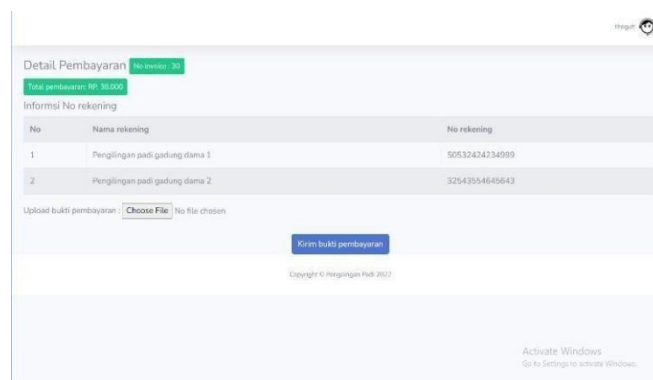 Detail Pembayaran No Invoice : 30
Total pembayaran: RP. 38.000
Informsi No rekening
No Nama rekening No rekening
1 Pengilingan padi gadung dama 1 50532424234999
2 Pengilingan padi gadung dama 2 32543554645643
Upload bukti pembayaran : Choose File No file chosen
Kirim bukti pembayaran
Copyright © Pengilingan Padi 2022
Activate Windows
Go to Settings to activate Windows.